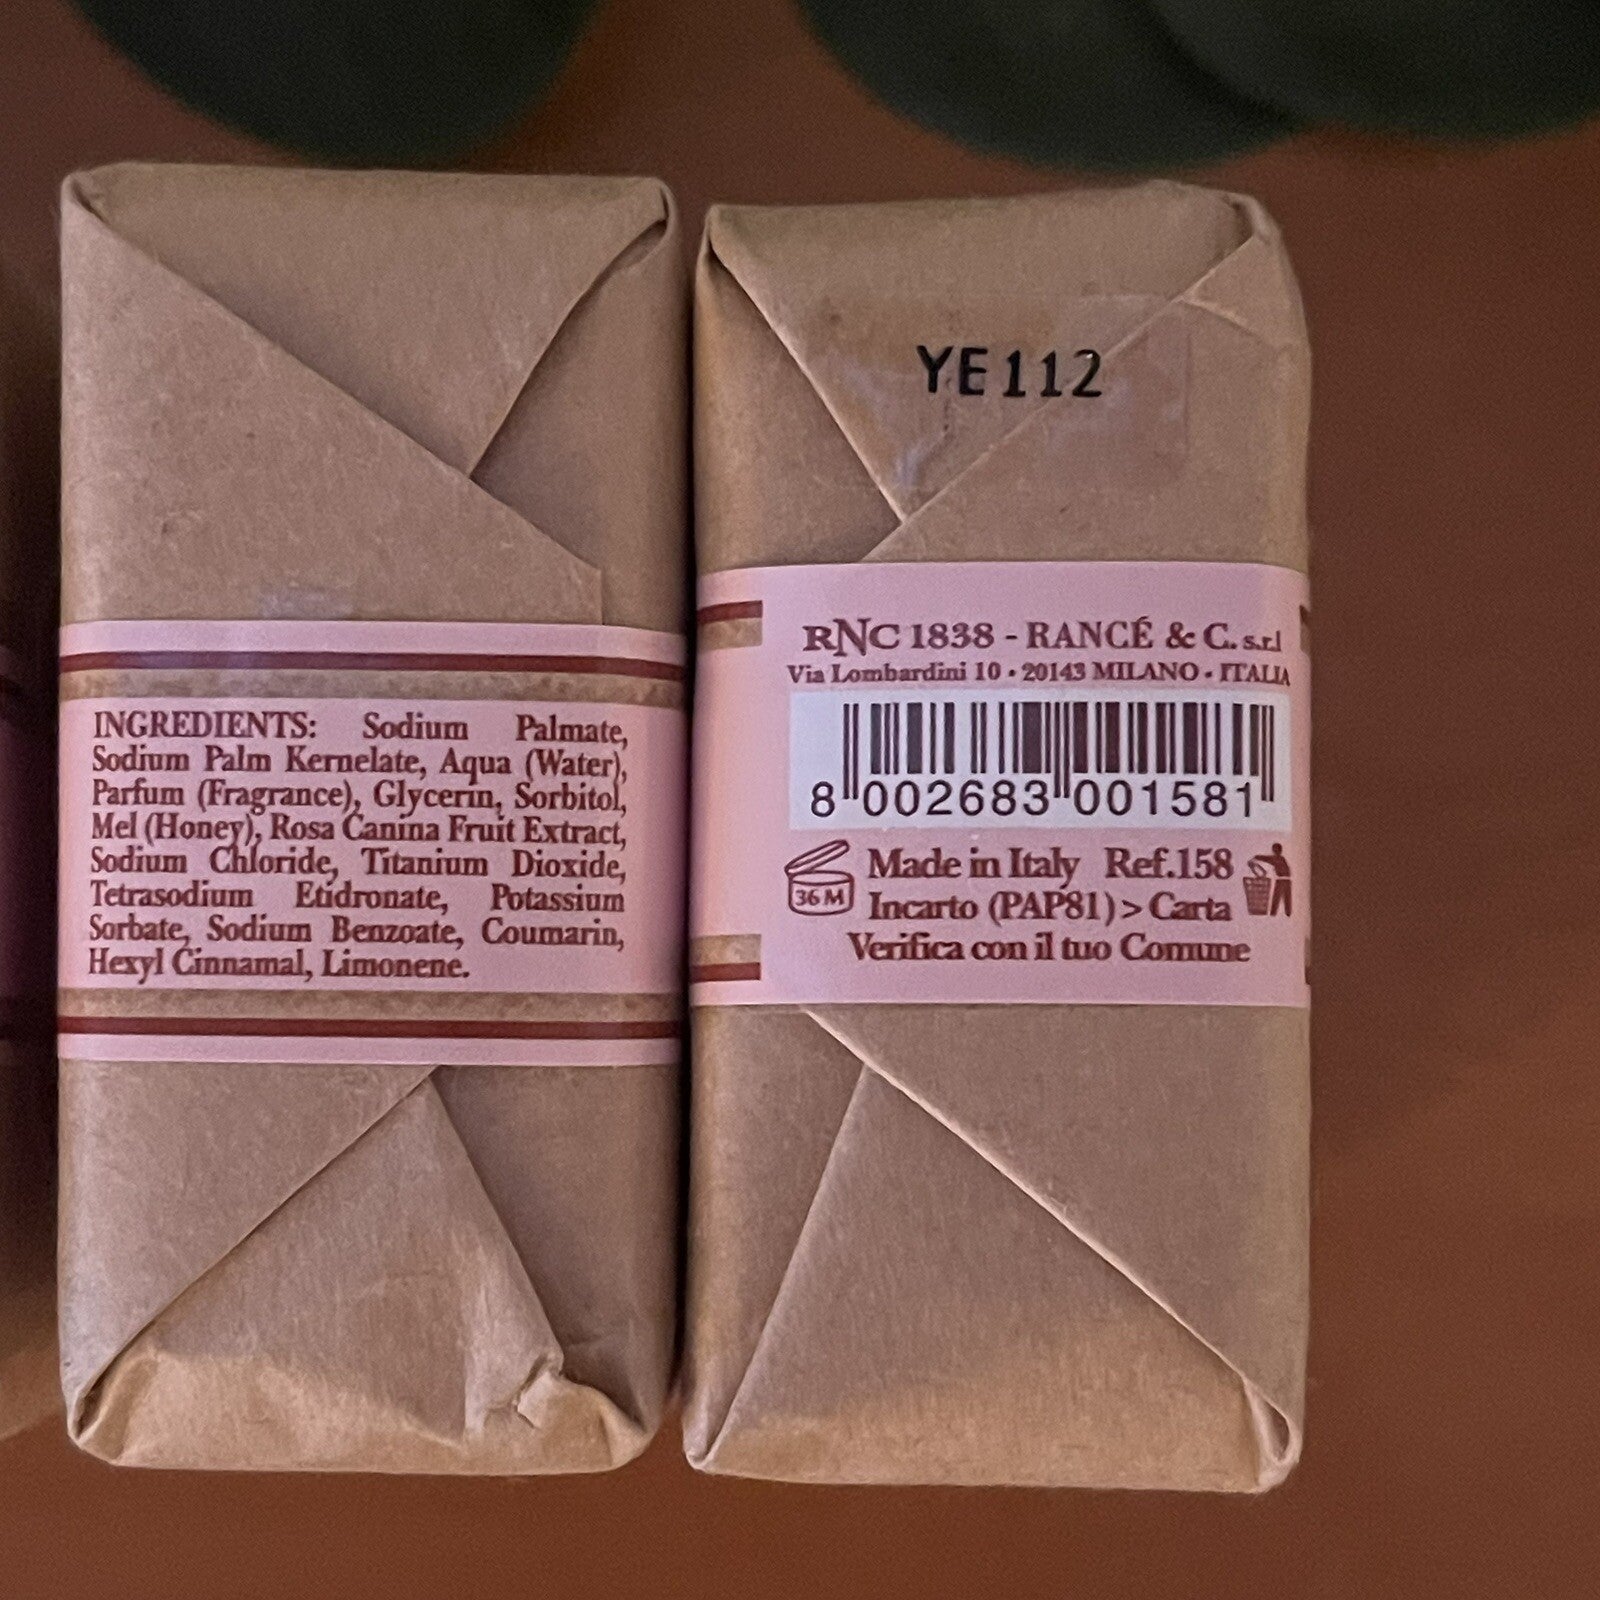 INGREDIENTS: Sodium Palmate,
Sodium Palm Kernelate, Aqua (Water),
Parfum (Fragrance), Glycerin, Sorbitol,
Mel (Honey), Rosa Canina Fruit Extract,
Sodium Chloride, Titanium Dioxide,
Tetrasodium Etidronate, Potassium
Sorbate, Sodium Benzoate, Coumarin,
Hexyl Cinnamal, Limonene.
YE112
RNC 1838 - RANCÉ & C. s.r.l
Via Lombardini 10 • 20143 MILANO - ITALIA
8 002683 001581
36 M
Made in Italy Ref.158
Incarto (PAP81) > Carta
Verifica con il tuo Comune